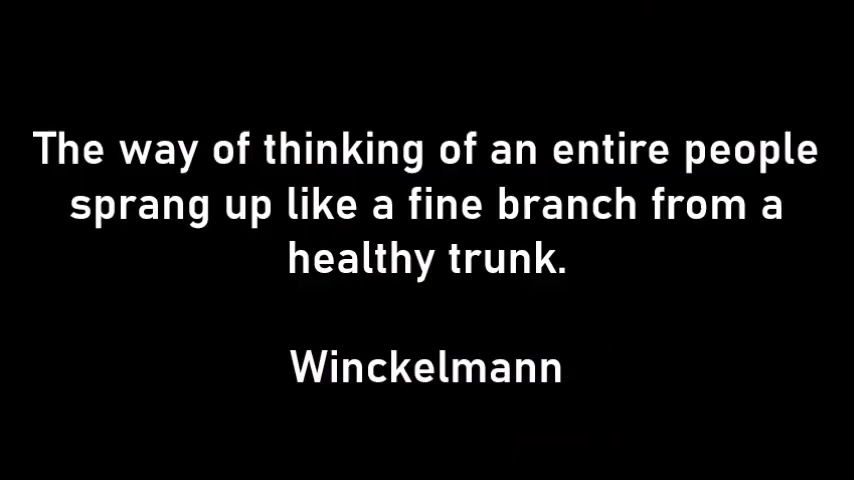 The way of thinking of an entire people
sprang up like a fine branch from a
healthy trunk.
Winckelmann